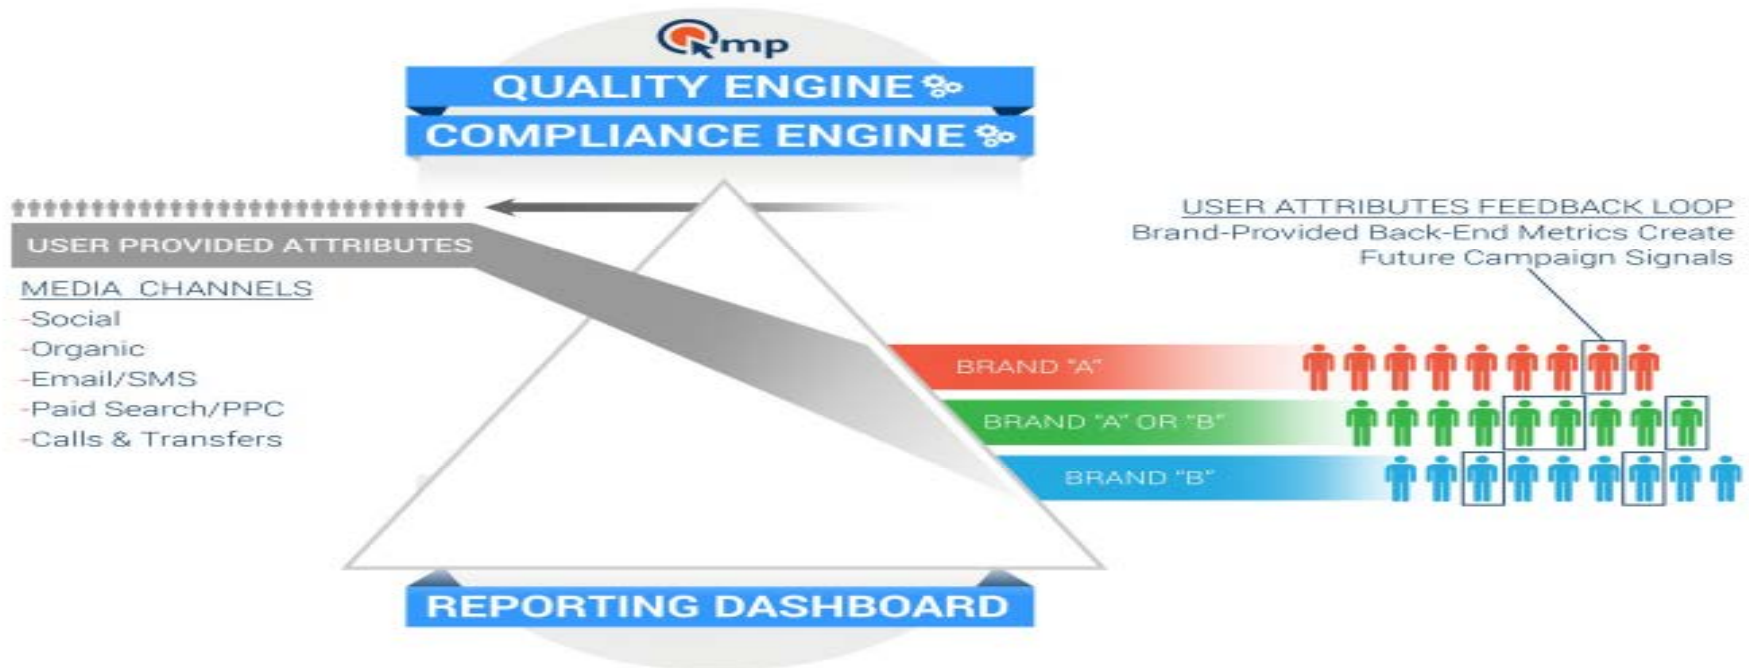 Qmp
QUALITY ENGINE
COMPLIANCE ENGINE
USER PROVIDED ATTRIBUTES
MEDIA CHANNELS
-Social
-Organic
-Email/SMS
-Paid Search/PPC
-Calls & Transfers
USER ATTRIBUTES FEEDBACK LOOP
Brand-Provided Back-End Metrics Create
Future Campaign Signals
BRAND "A"
BRAND "A" OR "B"
BRAND "B"
REPORTING DASHBOARD